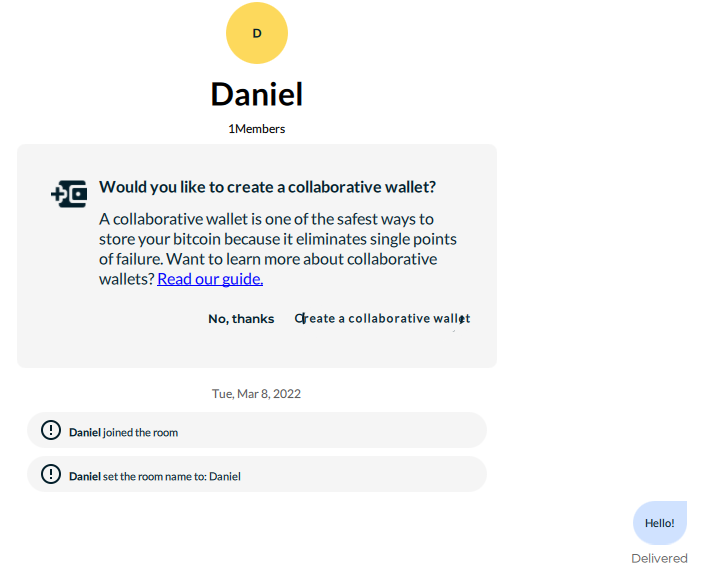 D
Daniel
1Members
Would you like to create a collaborative wallet?
A collaborative wallet is one of the safest ways to
store your bitcoin because it eliminates single points
of failure. Want to learn more about collaborative
wallets? Read our guide.
No, thanks Create a collaborative wallet
Tue, Mar 8, 2022
Daniel joined the room
Daniel set the room name to: Daniel
Hello!
Delivered